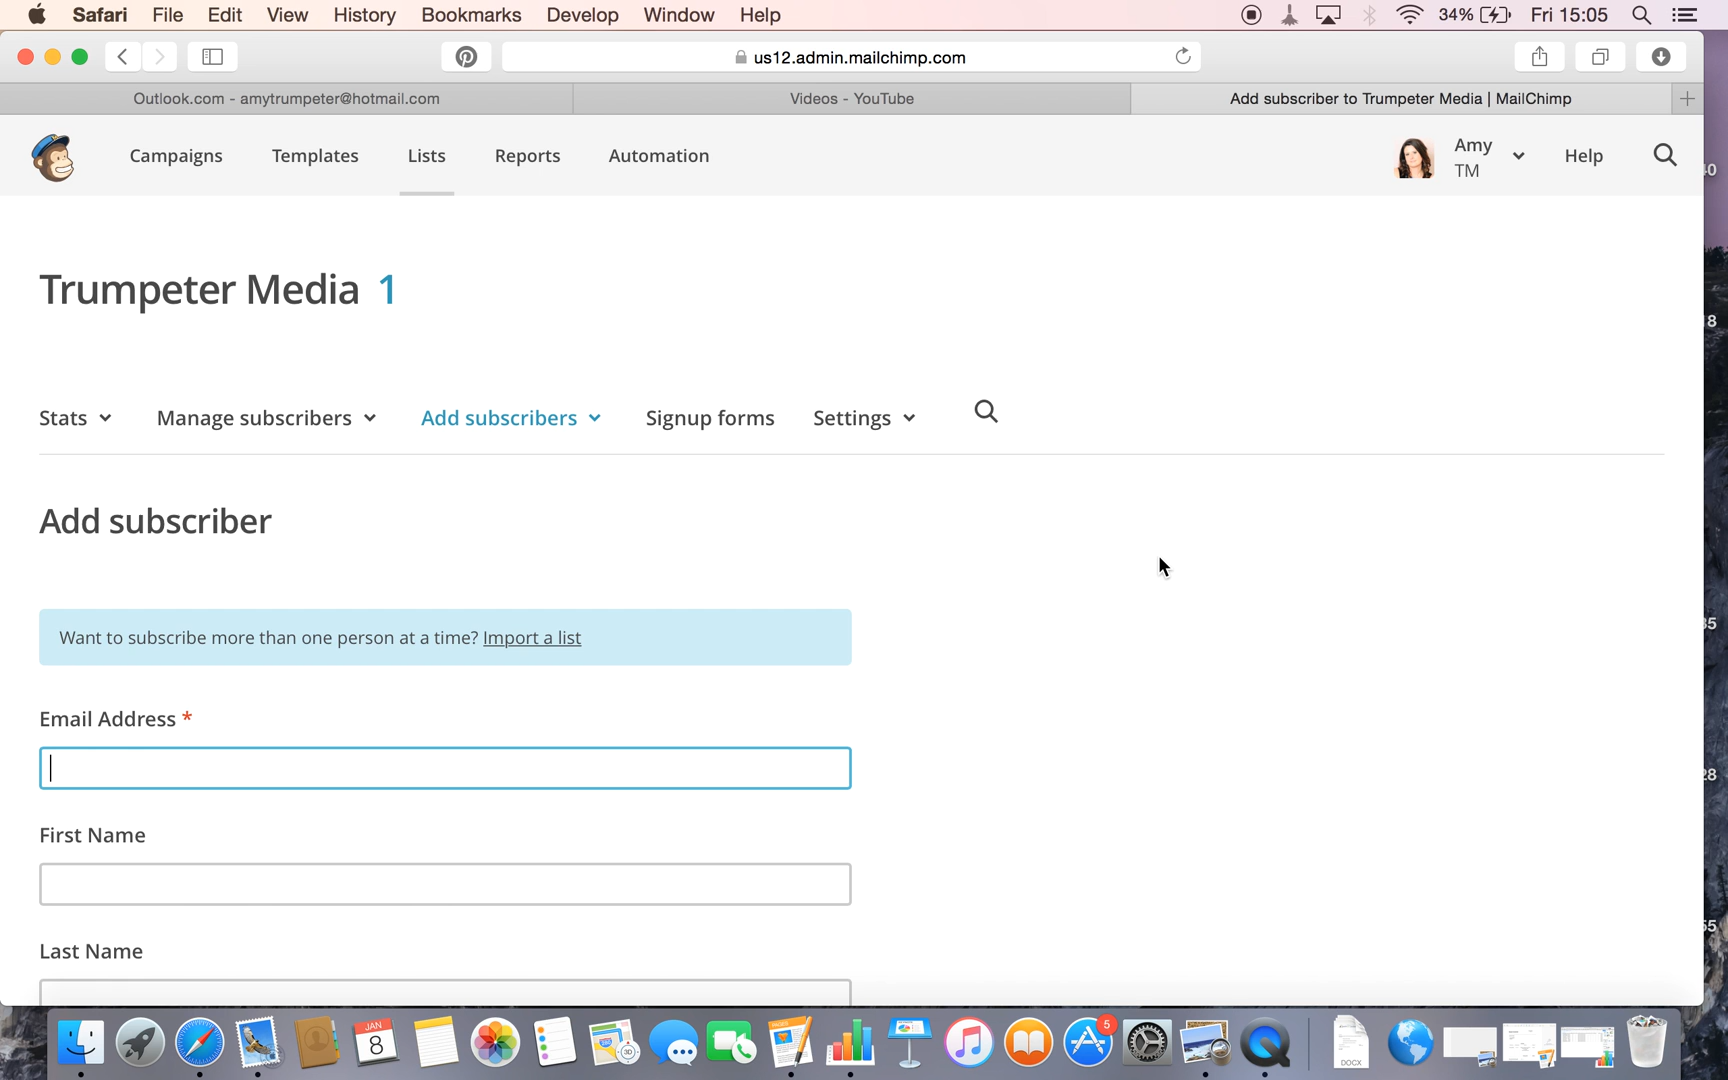 Safari File Edit View History Bookmarks Develop Window Help 34% Fri 15:05
us12.admin.mailchimp.com
Outlook.com - amytrumpeter@hotmail.com Videos - YouTube Add subscriber to Trumpeter Media | MailChimp
Campaigns Templates Lists Reports Automation Amy TM Help
Trumpeter Media 1
Stats Manage subscribers Add subscribers Signup forms Settings
Add subscriber
Want to subscribe more than one person at a time? Import a list
Email Address *
First Name
Last Name
JAN
8
3D
5
DOCX